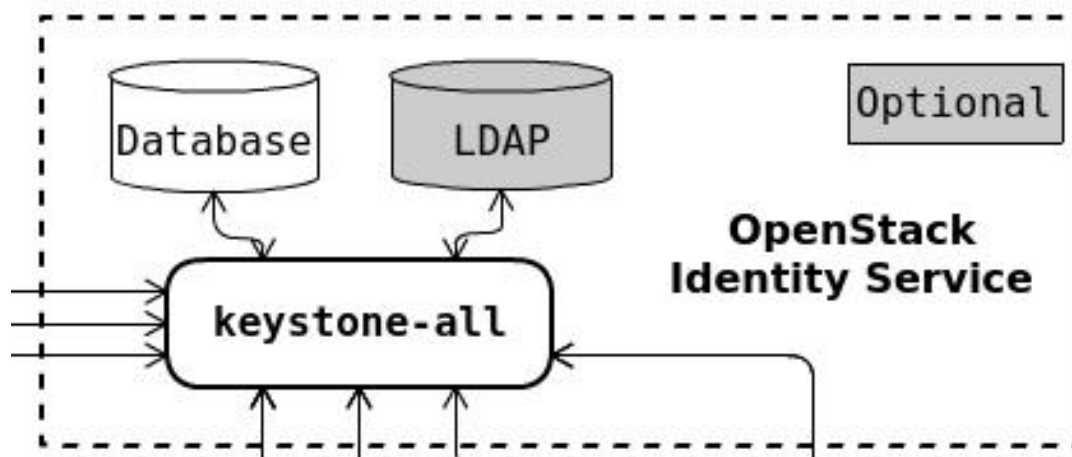 Database
LDAP
Optional
OpenStack
Identity Service
keystone-all